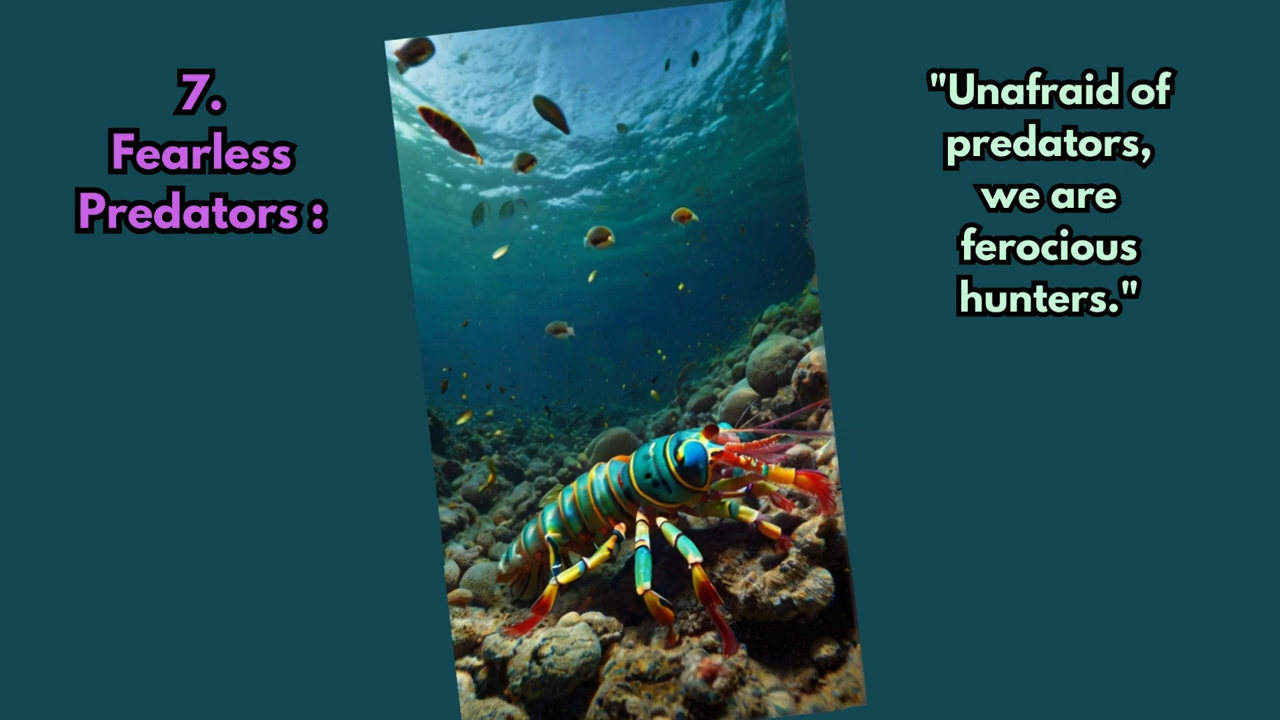 7.
Fearless
Predators :
"Unafraid of
predators,
we are
ferocious
hunters."